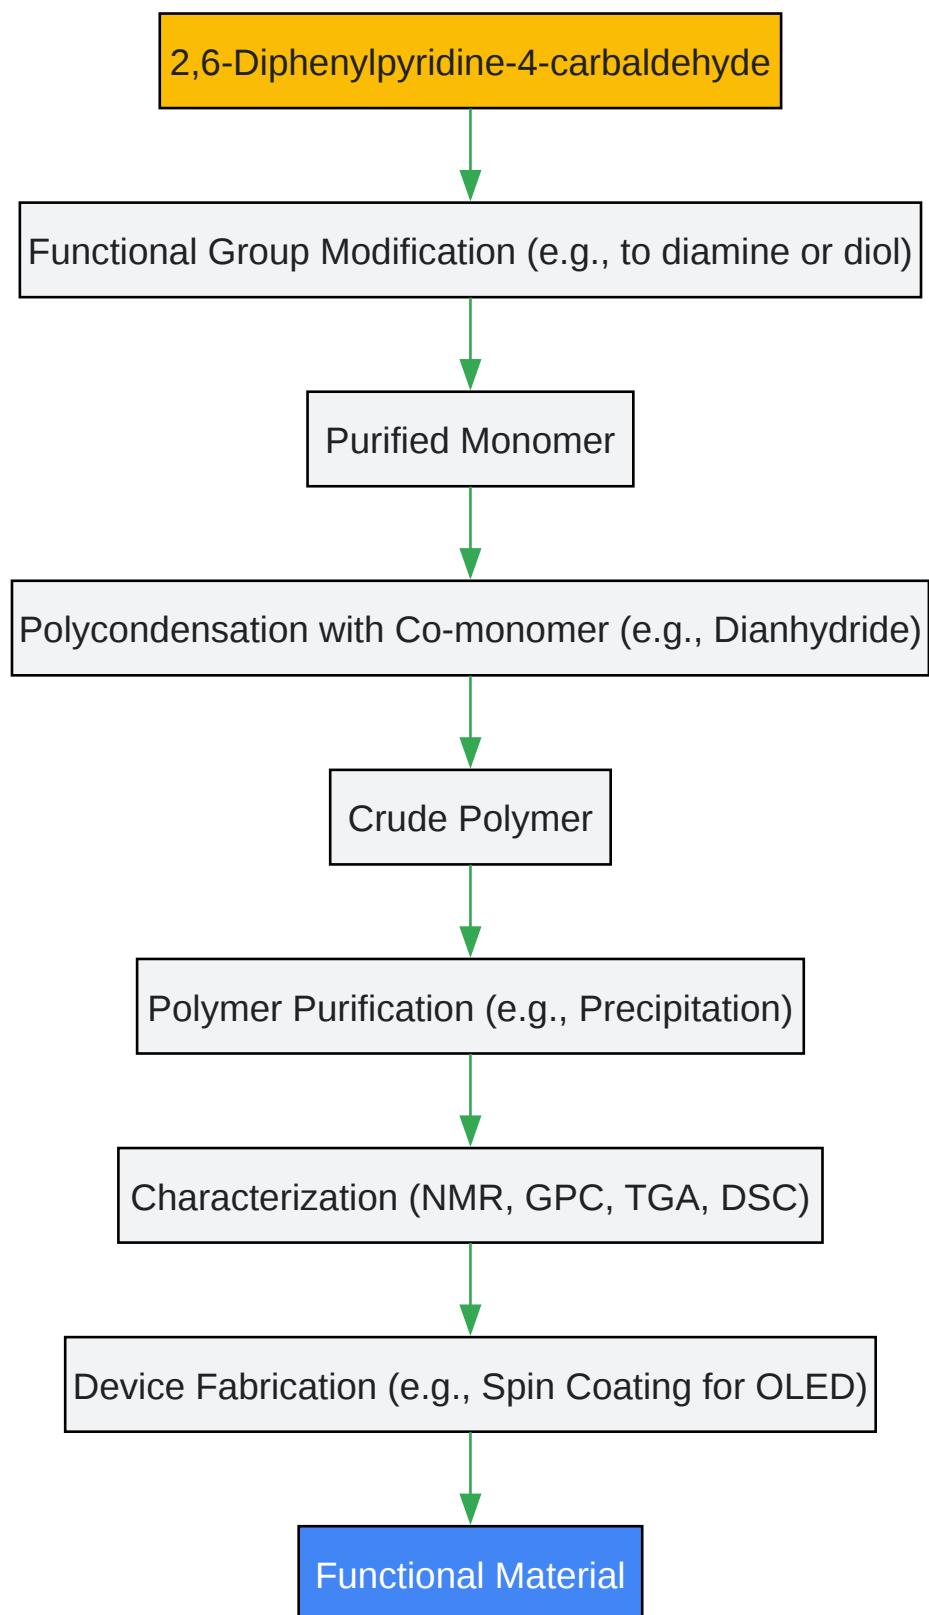 2,6-Diphenylpyridine-4-carbaldehyde
Functional Group Modification (e.g., to diamine or diol)
Purified Monomer
Polycondensation with Co-monomer (e.g., Dianhydride)
Crude Polymer
Polymer Purification (e.g., Precipitation)
Characterization (NMR, GPC, TGA, DSC)
Device Fabrication (e.g., Spin Coating for OLED)
Functional Material